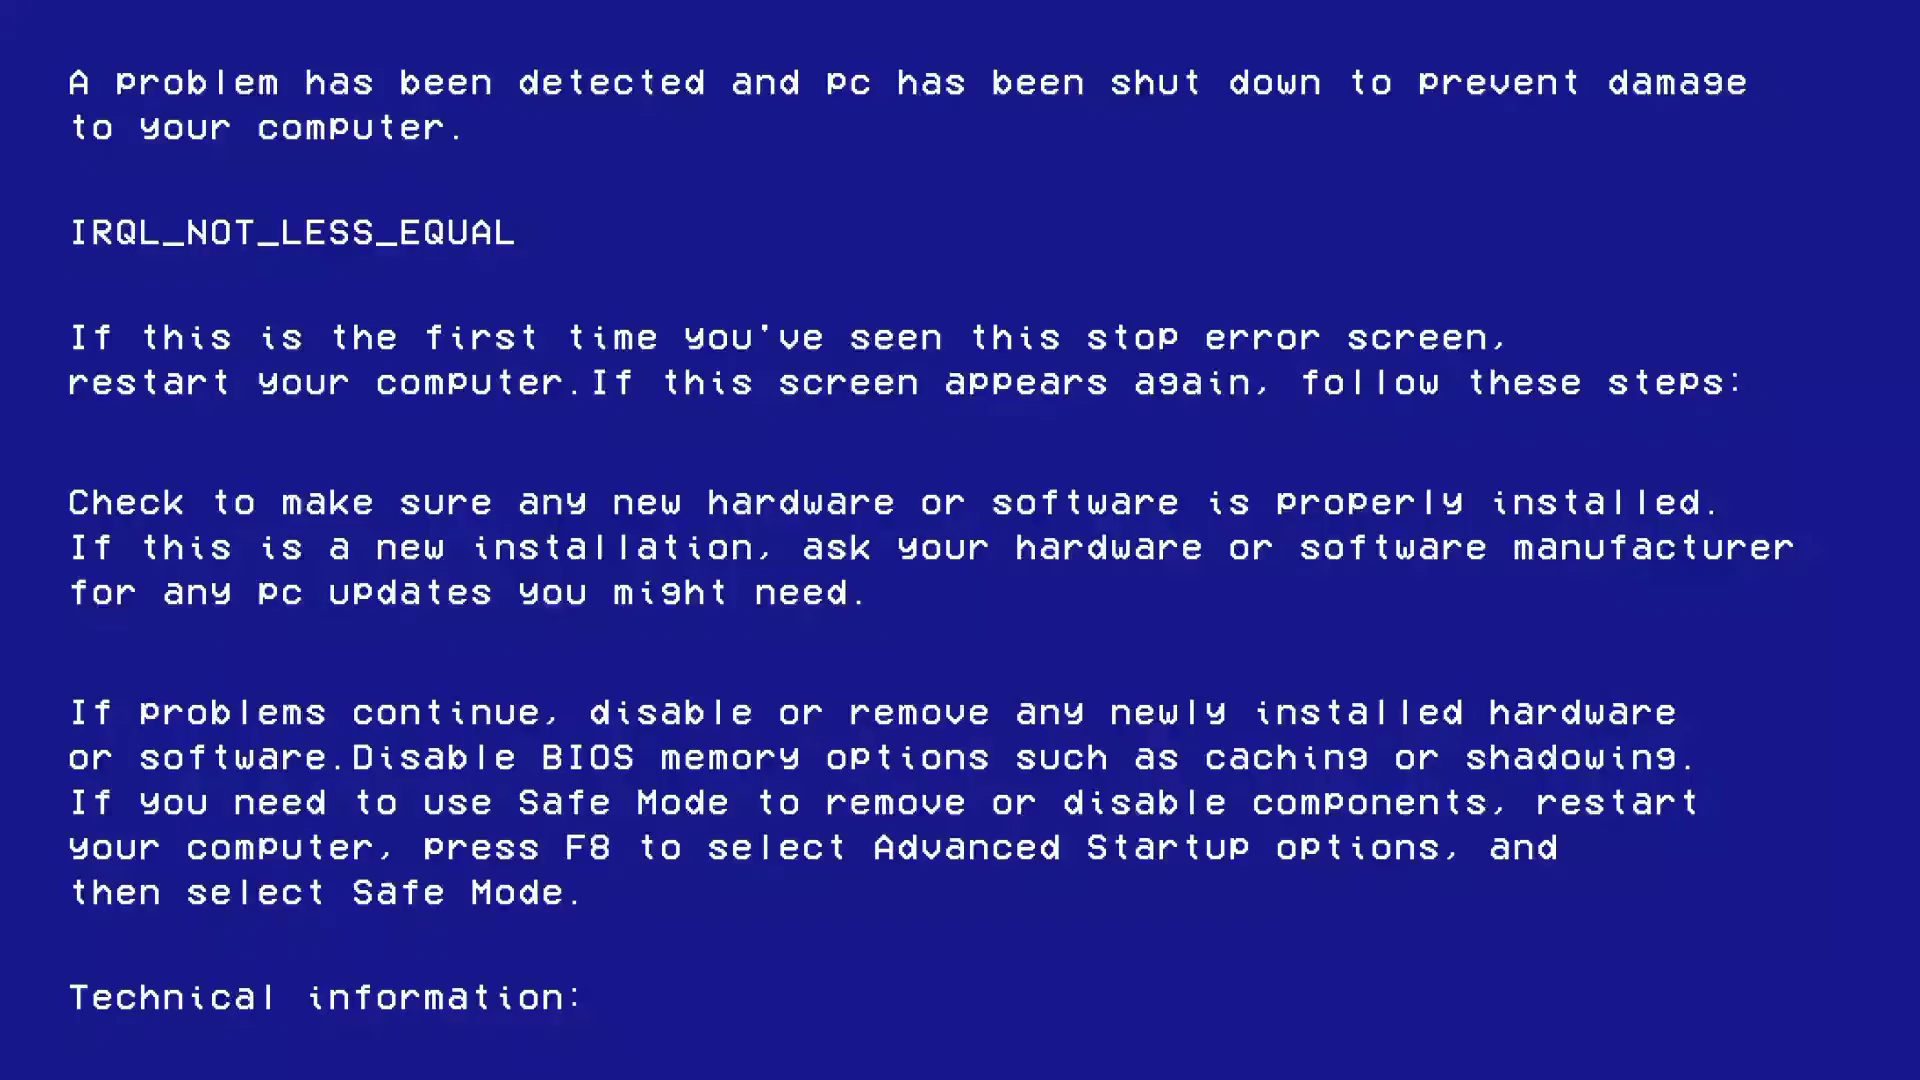 A problem has been detected and pc has been shut down to prevent damage
to your computer.
IRQL_NOT_LESS_EQUAL
If this is the first time you've seen this stop error screen,
restart your computer.If this screen appears again, follow these steps:
Check to make sure any new hardware or software is properly installed.
If this is a new installation, ask your hardware or software manufacturer
for any pc updates you might need.
If problems continue, disable or remove any newly installed hardware
or software.Disable BIOS memory options such as caching or shadowing.
If you need to use Safe Mode to remove or disable components, restart
your computer, press F8 to select Advanced Startup options, and
then select Safe Mode.
Technical information: